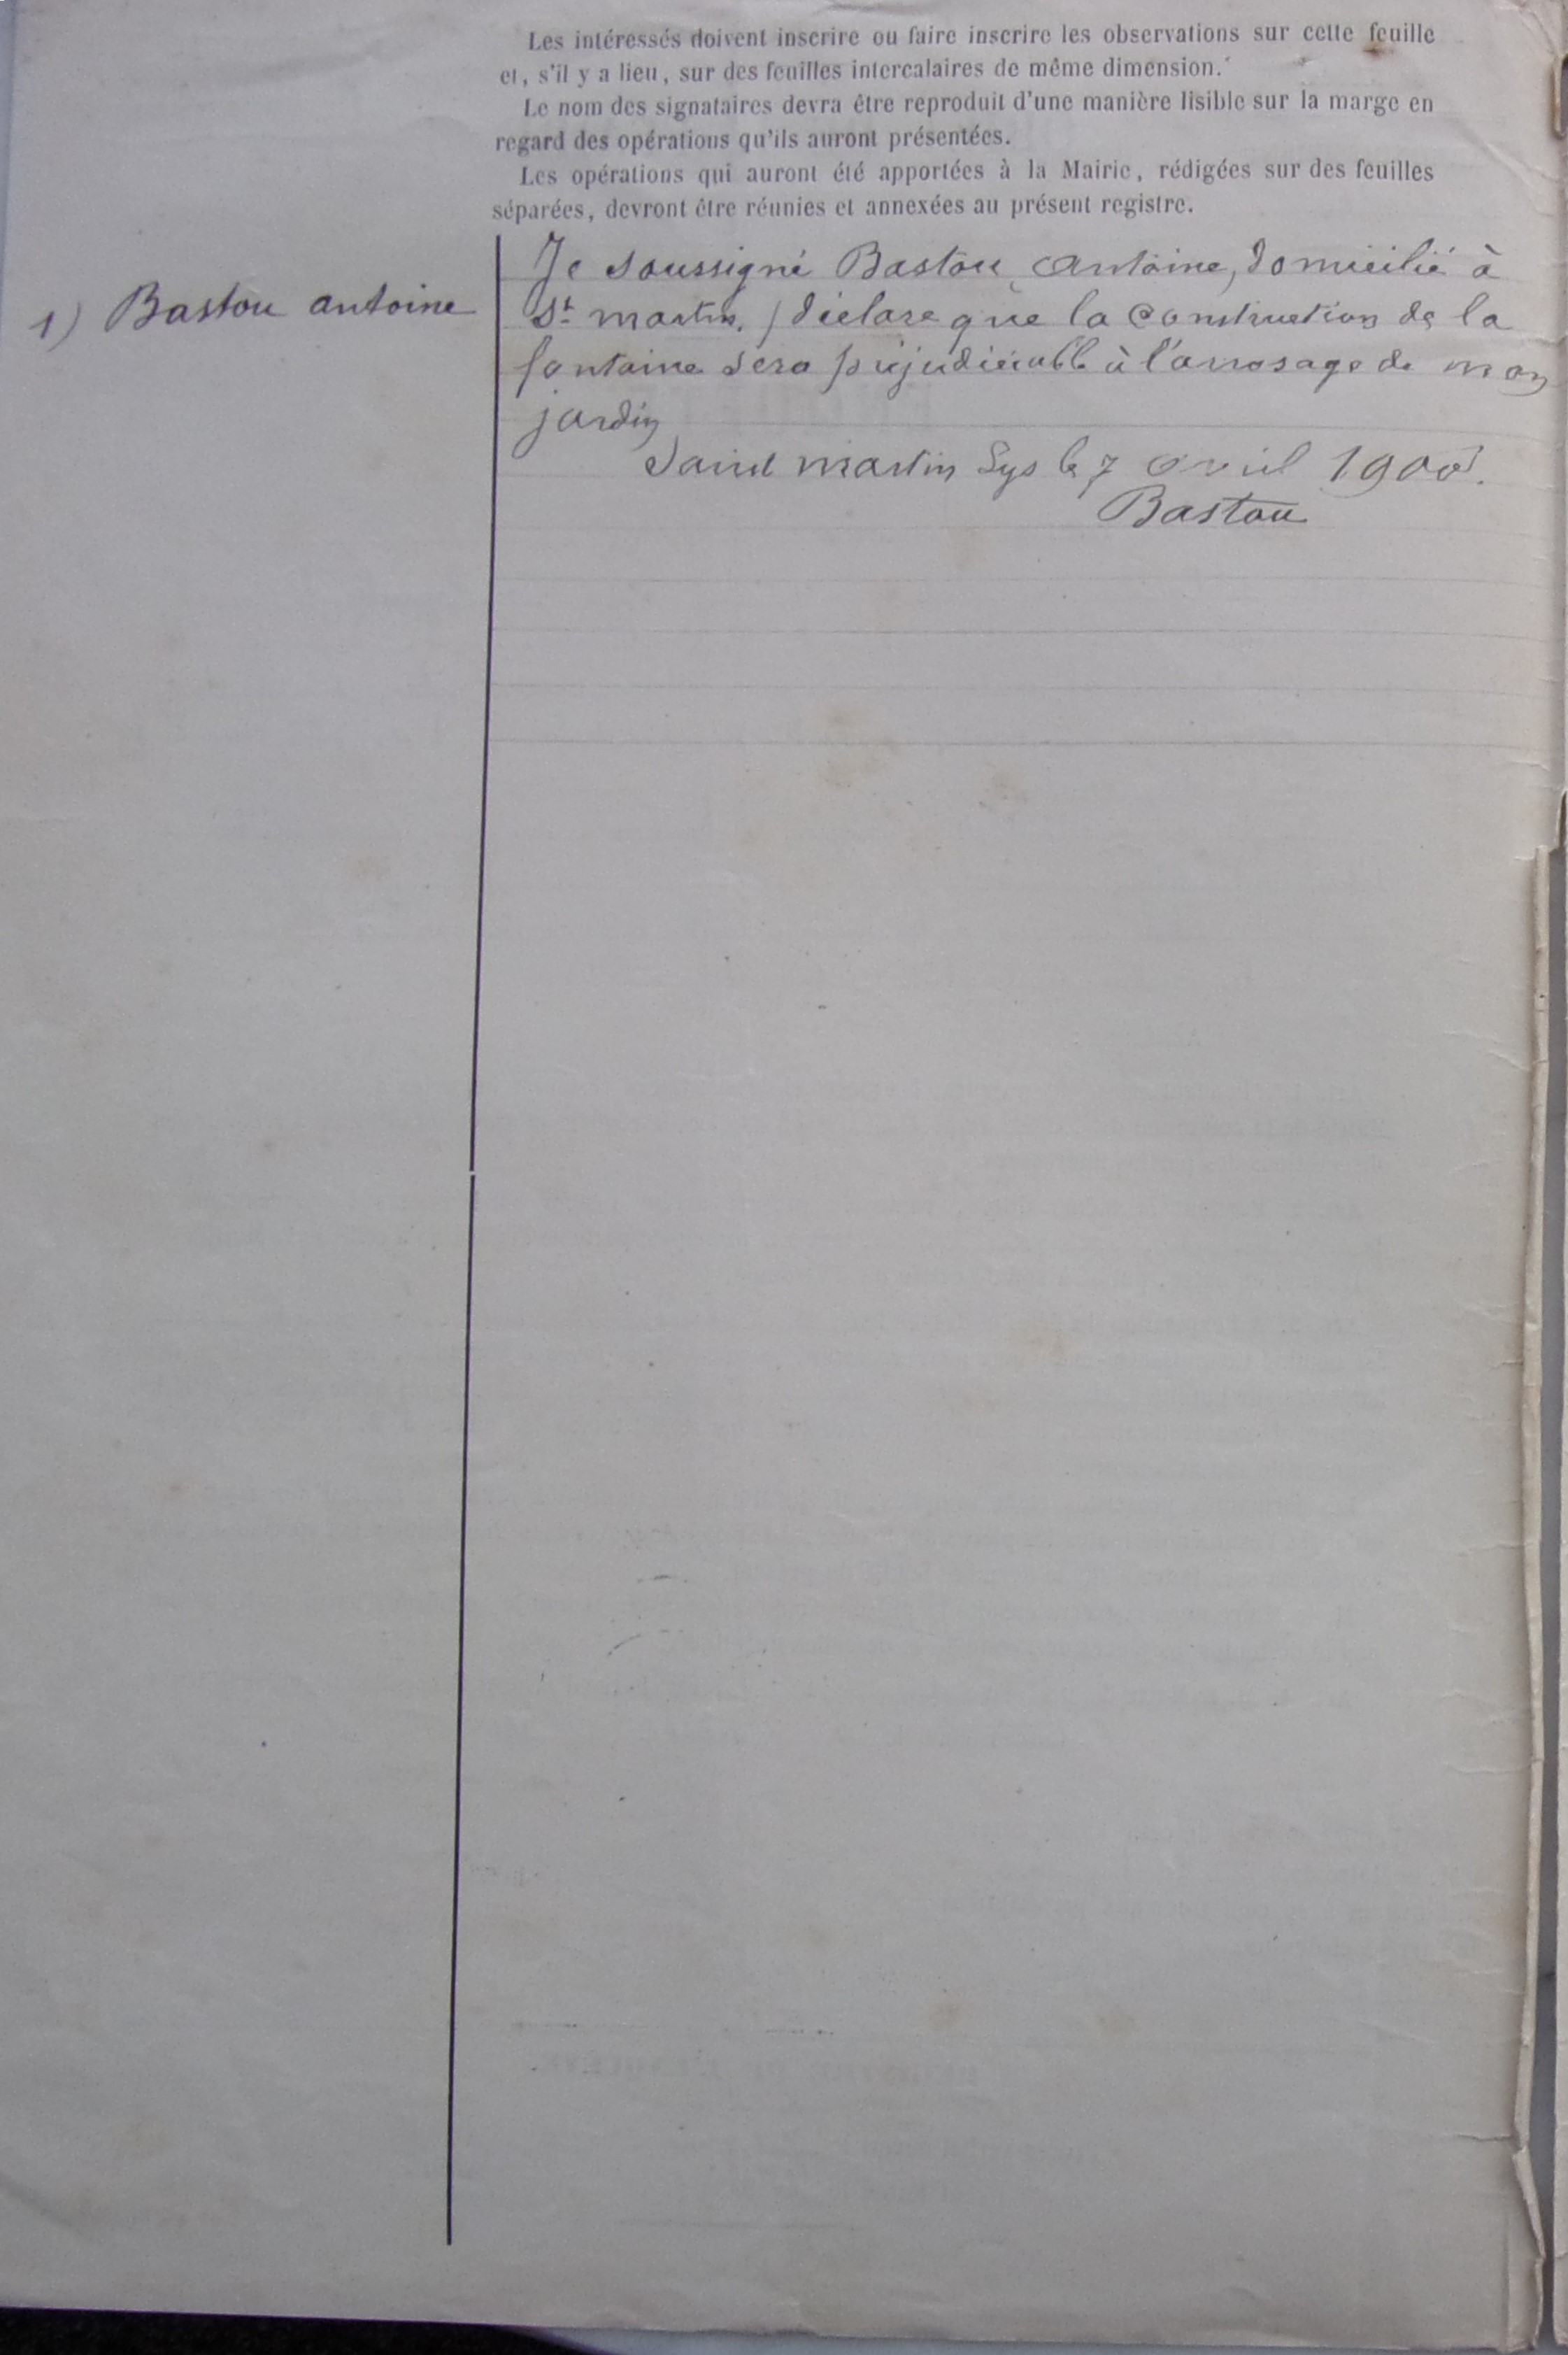 Les intéressés doivent inscrire ou faire inscrire les observations sur cette feuille
et, s'il y a lieu, sur des feuilles intercalaires de même dimension.
Le nom des signataires devra être reproduit d'une manière lisible sur la marge en
regard des opérations qu'ils auront présentées.
Les opérations qui auront été apportées à la Mairie, rédigées sur des feuilles
séparées, devront être réunies et annexées au présent registre.
1) Bastou antoine
Je soussigné Bastou Antoine, domicilié à
St martin, déclare que la construction de la
fontaine sera préjudiciable à l'arrosage de mon
jardin
Saint martin Lys le 7 avril 1900.
Bastou